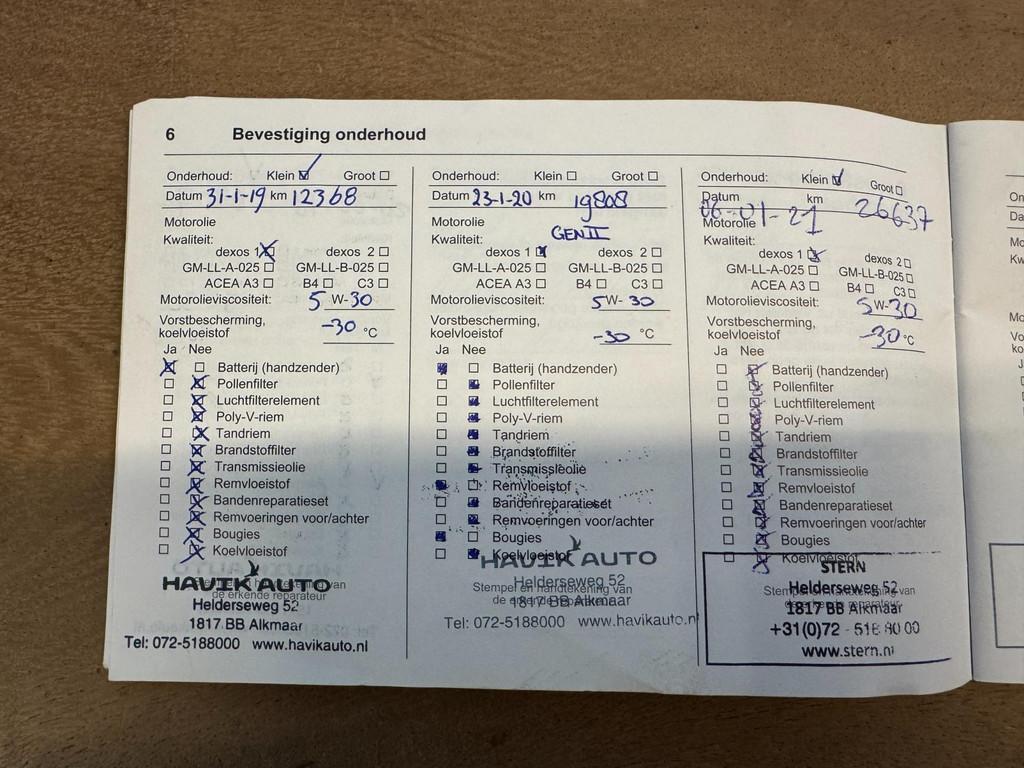 6 Bevestiging onderhoud
Onderhoud: Klein Groot
Datum 31-1-19 km 12368
Motorolie
Kwaliteit:
dexos 1 dexos 2
GM-LL-A-025 GM-LL-B-025
ACEA A3 B4 C3
Motorolieviscositeit: 5 W-30
Vorstbescherming,
koelvloeistof -30 °C
Ja Nee
Batterij (handzender)
Pollenfilter
Luchtfilterelement
Poly-V-riem
Tandriem
Brandstoffilter
Transmissieolie
Remvloeistof
Bandenreparatieset
Remvoeringen voor/achter
Bougies
Koelvloeistof
HAVIK AUTO
de erkende reparateur
Helderseweg 52
1817 BB Alkmaar
Tel: 072-5188000 www.havikauto.nl
Onderhoud: Klein Groot
Datum 23-1-20 km 19808
Motorolie GEN II
Kwaliteit:
dexos 1 dexos 2
GM-LL-A-025 GM-LL-B-025
ACEA A3 B4 C3
Motorolieviscositeit: 5 W-30
Vorstbescherming,
koelvloeistof -30 °C
Ja Nee
Batterij (handzender)
Pollenfilter
Luchtfilterelement
Poly-V-riem
Tandriem
Brandstoffilter
Transmissieolie
Remvloeistof
Bandenreparatieset
Remvoeringen voor/achter
Bougies
Koelvloeistof
HAVIK AUTO
Stempel en handtekening van
Helderseweg 52
1817 BB Alkmaar
Tel: 072-5188000 www.havikauto.nl
Onderhoud: Klein Groot
Datum km
06-01-21 26637
Motorolie
Kwaliteit:
dexos 1 dexos 2
GM-LL-A-025 GM-LL-B-025
ACEA A3 B4 C3
Motorolieviscositeit: 5 W-30
Vorstbescherming,
koelvloeistof -30 °C
Ja Nee
Batterij (handzender)
Pollenfilter
Luchtfilterelement
Poly-V-riem
Tandriem
Brandstoffilter
Transmissieolie
Remvloeistof
Bandenreparatieset
Remvoeringen voor/achter
Bougies
Koelvloeistof
STERN
Helderseweg 52
1817 BB Alkmaar
+31(0)72 - 518 80 00
www.stern.nl